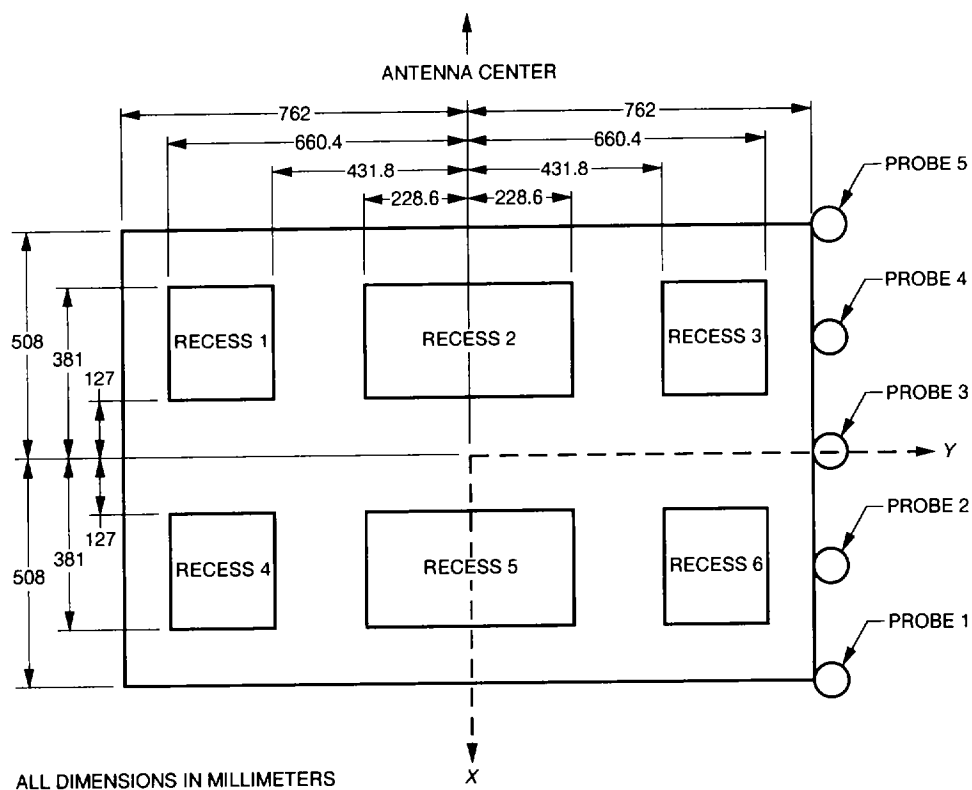 ANTENNA CENTER
762 762
660.4 660.4
431.8 431.8
228.6 228.6
PROBE 5
PROBE 4
RECESS 1 RECESS 2 RECESS 3
508
381
127
PROBE 3
Y
PROBE 2
127
381
508
RECESS 4 RECESS 5 RECESS 6
PROBE 1
X
ALL DIMENSIONS IN MILLIMETERS